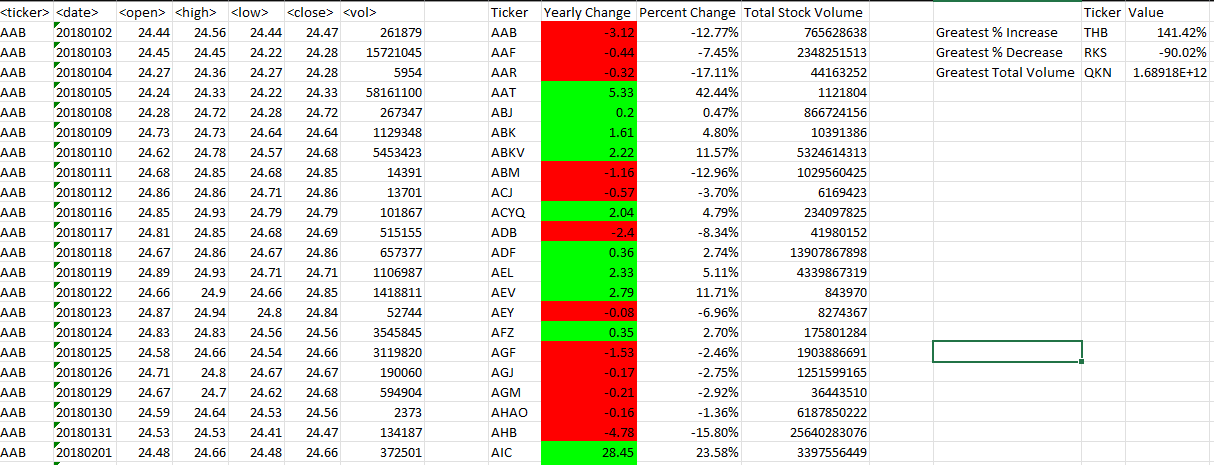 <ticker> <date> <open> <high> <low> <close> <vol> Ticker Yearly Change Percent Change Total Stock Volume Ticker Value
AAB 20180102 24.44 24.56 24.44 24.47 261879 AAB -3.12 -12.77% 765628638 Greatest % Increase THB 141.42%
AAB 20180103 24.45 24.45 24.22 24.28 15721045 AAF -0.44 -7.45% 2348251513 Greatest % Decrease RKS -90.02%
AAB 20180104 24.27 24.36 24.27 24.28 5954 AAR -0.32 -17.11% 44163252 Greatest Total Volume QKN 1.68918E+12
AAB 20180105 24.24 24.33 24.22 24.33 58161100 AAT 5.33 42.44% 1121804
AAB 20180108 24.28 24.72 24.28 24.72 267347 ABJ 0.2 0.47% 866724156
AAB 20180109 24.73 24.73 24.64 24.64 1129348 ABK 1.61 4.80% 10391386
AAB 20180110 24.62 24.78 24.57 24.68 5453423 ABKV 2.22 11.57% 5324614313
AAB 20180111 24.68 24.85 24.68 24.85 14391 ABM -1.16 -12.96% 1029560425
AAB 20180112 24.86 24.86 24.71 24.86 13701 ACJ -0.57 -3.70% 6169423
AAB 20180116 24.85 24.93 24.79 24.79 101867 ACYQ 2.04 4.79% 234097825
AAB 20180117 24.81 24.85 24.68 24.69 515155 ADB -2.4 -8.34% 41980152
AAB 20180118 24.67 24.86 24.67 24.86 657377 ADF 0.36 2.74% 13907867898
AAB 20180119 24.89 24.93 24.71 24.71 1106987 AEL 2.33 5.11% 4339867319
AAB 20180122 24.66 24.9 24.66 24.85 1418811 AEV 2.79 11.71% 843970
AAB 20180123 24.87 24.94 24.8 24.84 52744 AEY -0.08 -6.96% 8274367
AAB 20180124 24.83 24.83 24.56 24.56 3545845 AFZ 0.35 2.70% 175801284
AAB 20180125 24.58 24.66 24.54 24.66 3119820 AGF -1.53 -2.46% 1903886691
AAB 20180126 24.71 24.8 24.67 24.67 190060 AGJ -0.17 -2.75% 1251599165
AAB 20180129 24.67 24.7 24.62 24.68 594904 AGM -0.21 -2.92% 36443510
AAB 20180130 24.59 24.64 24.53 24.56 2373 AHAO -0.16 -1.36% 6187850222
AAB 20180131 24.53 24.53 24.41 24.47 134187 AHB -4.78 -15.80% 25640283076
AAB 20180201 24.48 24.66 24.48 24.66 372501 AIC 28.45 23.58% 3397556449